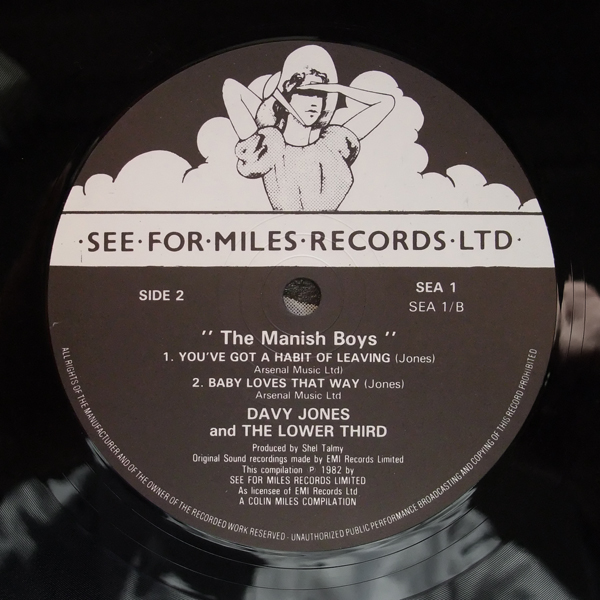 ·SEE·FOR·MILES·RECORDS·LTD·
SIDE 2
SEA 1
SEA 1/B
" The Manish Boys "
1. YOU'VE GOT A HABIT OF LEAVING (Jones)
Arsenal Music Ltd)
2. BABY LOVES THAT WAY (Jones)
Arsenal Music Ltd
DAVY JONES
and THE LOWER THIRD
Produced by Shel Talmy
Original Sound recordings made by EMI Records Limited
This compilation ℗ 1982 by
SEE FOR MILES RECORDS LIMITED
As licensee of EMI Records Ltd
A COLIN MILES COMPILATION
ALL RIGHTS OF THE MANUFACTURER AND OF THE OWNER OF THE RECORDED WORK RESERVED - UNAUTHORIZED PUBLIC PERFORMANCE BROADCASTING AND COPYING OF THIS RECORD PROHIBITED